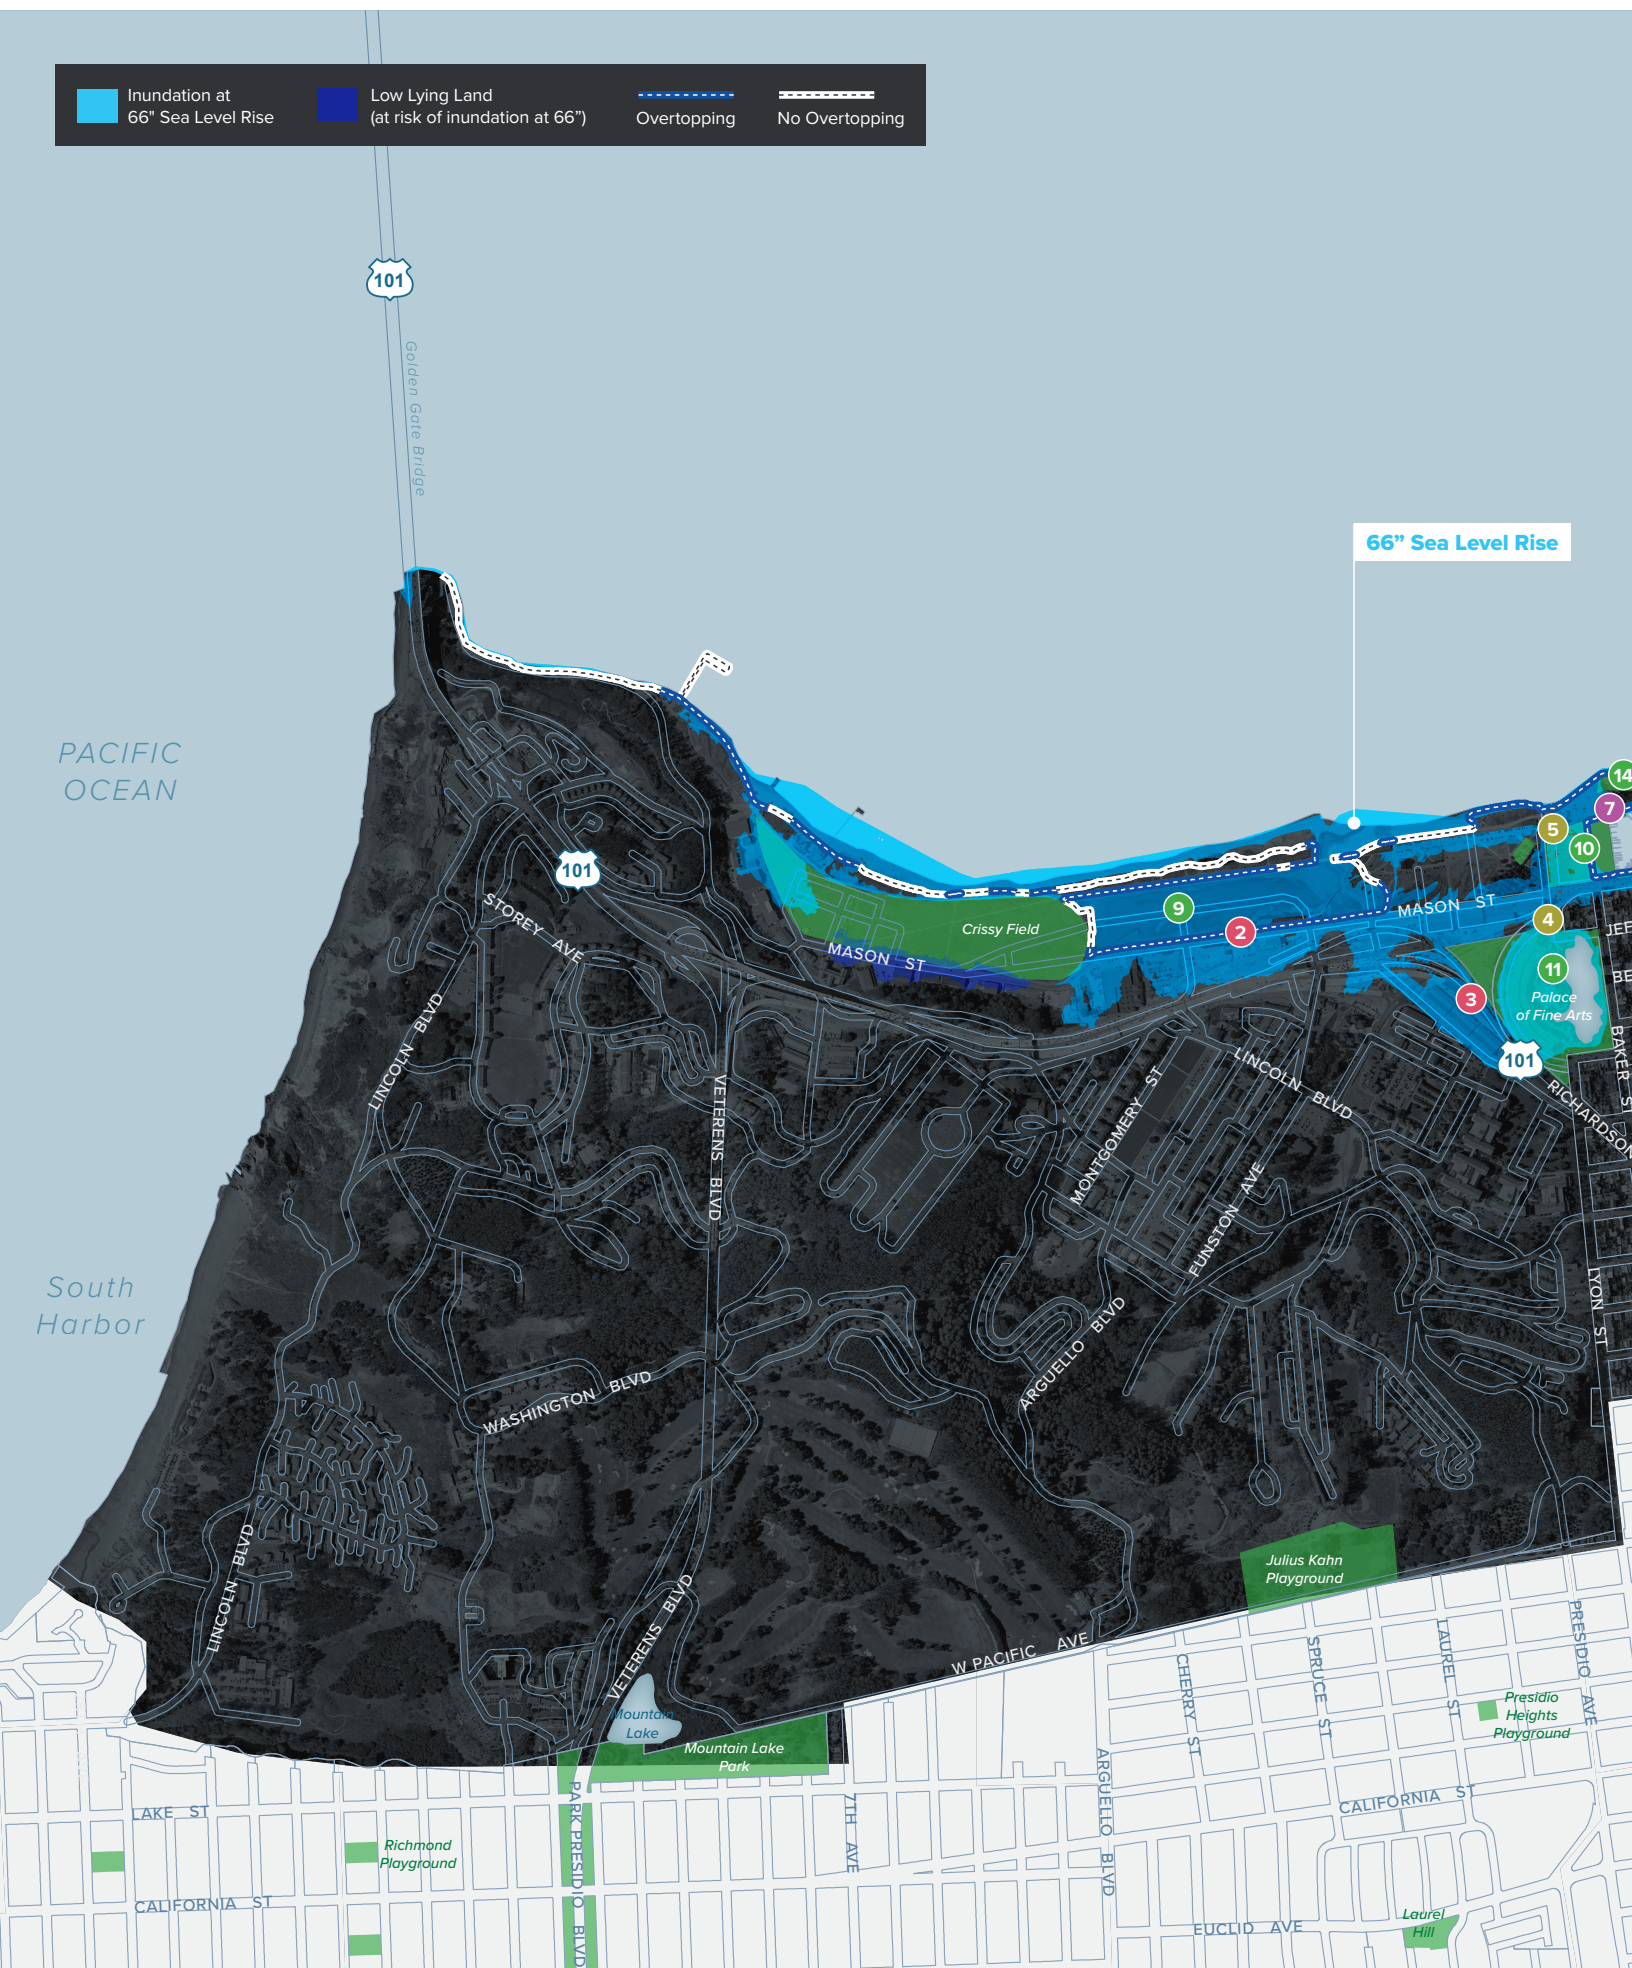 Inundation at
66" Sea Level Rise
Low Lying Land
(at risk of inundation at 66”)
Overtopping
No Overtopping
101
Golden Gate Bridge
66” Sea Level Rise
PACIFIC
OCEAN
14
7
5
10
101
9
2
MASON ST
4
Crissy Field
MASON ST
STOREY AVE
11
Palace
of Fine Arts
3
101
BAKER ST
RICHARDSON
LINCOLN BLVD
VETERENS BLVD
LINCOLN BLVD
MONTGOMERY ST
FUNSTON AVE
LYON ST
South
Harbor
ARGUELLO BLVD
WASHINGTON BLVD
LINCOLN BLVD
VETERENS BLVD
Julius Kahn
Playground
W PACIFIC AVE
CHERRY ST
SPRUCE ST
LAUREL ST
PRESIDIO AVE
Presidio
Heights
Playground
Mountain
Lake
Mountain Lake
Park
LAKE ST
PARK PRESIDIO BLVD
7TH AVE
ARGUELLO BLVD
CALIFORNIA ST
Richmond
Playground
CALIFORNIA ST
EUCLID AVE
Laurel
Hill